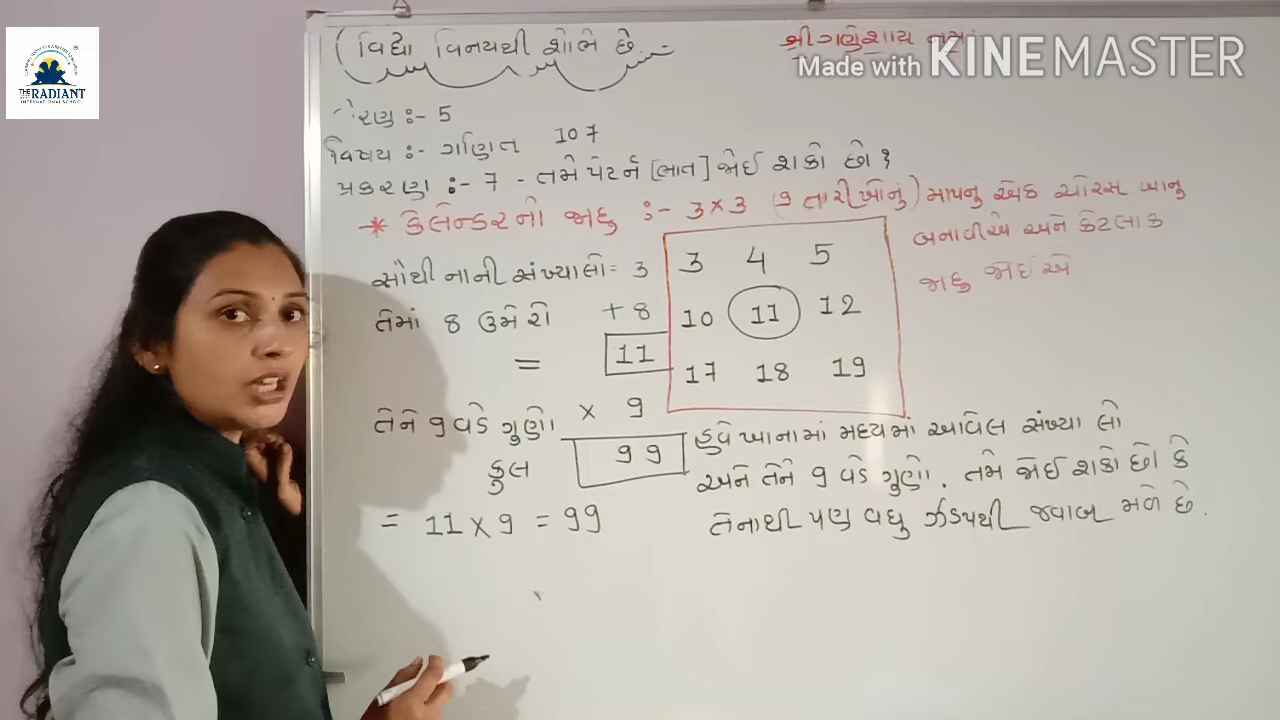 THE RADIANT
INTERNATIONAL SCHOOL
Made with KINEMASTER
શ્રી ગણેશાય નમઃ
વિદ્યા વિનયથી શોભે છે.
રણ :- 5
વિષય :- ગણિત 107
પ્રકરણ :- 7 - તમે પેટર્ન [ભાત] જોઈ શકો છો ?
* કેલેન્ડરનો જાદુ :- 3×3 (9 તારીખોનું) માપનું એક ચોરસ ખાનુ
બનાવીએ અને કેટલાક
જાદુ જોઇએ
સૌથી નાની સંખ્યા લો = 3
તેમાં 8 ઉમેરો + 8
= 11
3 4 5
10 11 12
17 18 19
તેને 9 વડે ગુણો × 9
કુલ 99
= 11 × 9 = 99
હવે ખાનામાં મધ્યમાં આવેલ સંખ્યા લો
અને તેને 9 વડે ગુણો. તમે જોઈ શકો છો કે
તેનાથી પણ વધુ ઝડપથી જવાબ મળે છે.